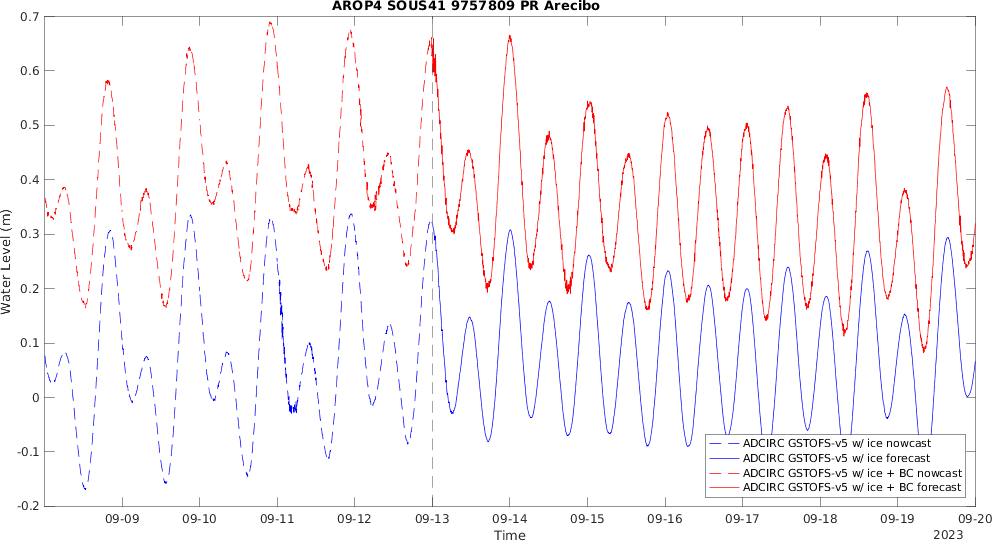 AROP4 SOUS41 9757809 PR Arecibo
0.7
0.6
0.5
0.4
0.3
0.2
0.1
0
-0.1
-0.2
Water Level (m)
ADCIRC GSTOFS-v5 w/ ice nowcast
ADCIRC GSTOFS-v5 w/ ice forecast
ADCIRC GSTOFS-v5 w/ ice + BC nowcast
ADCIRC GSTOFS-v5 w/ ice + BC forecast
09-09 09-10 09-11 09-12 09-13 09-14 09-15 09-16 09-17 09-18 09-19 09-20
Time
2023